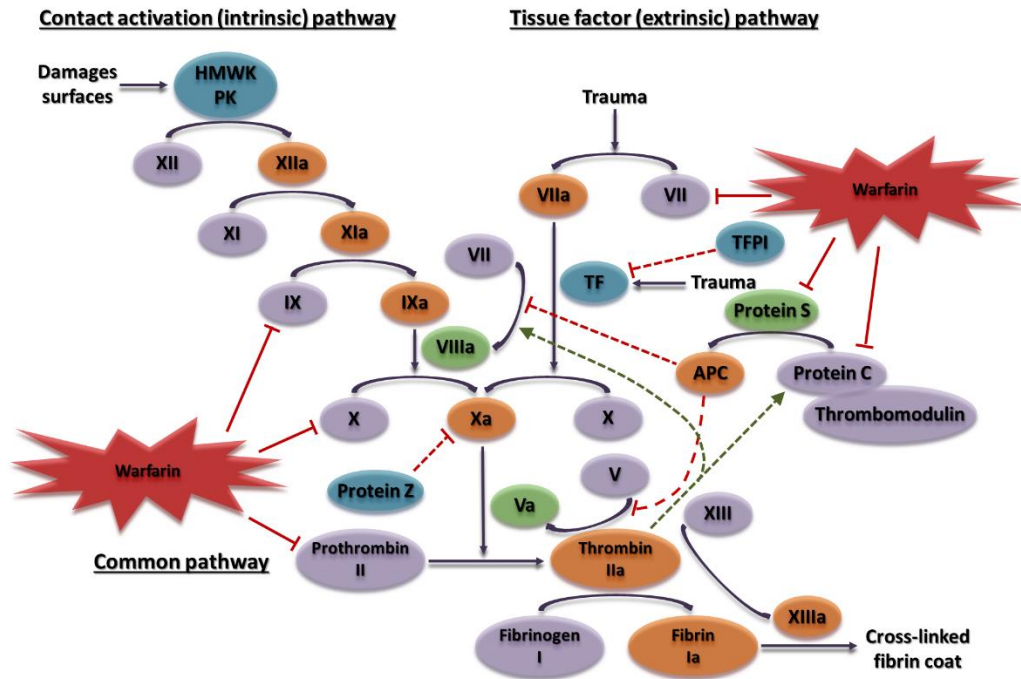 Contact activation (intrinsic) pathway
Tissue factor (extrinsic) pathway
Damages
surfaces
HMWK
PK
Trauma
XII
XIIa
VIIa
VII
Warfarin
XI
XIa
VII
TFPI
TF
Trauma
IX
IXa
Protein S
VIIIa
APC
Protein C
X
Xa
X
Thrombomodulin
Warfarin
V
Protein Z
Va
XIII
Common pathway
Prothrombin
II
Thrombin
IIa
XIIIa
Fibrinogen
I
Fibrin
Ia
Cross-linked
fibrin coat